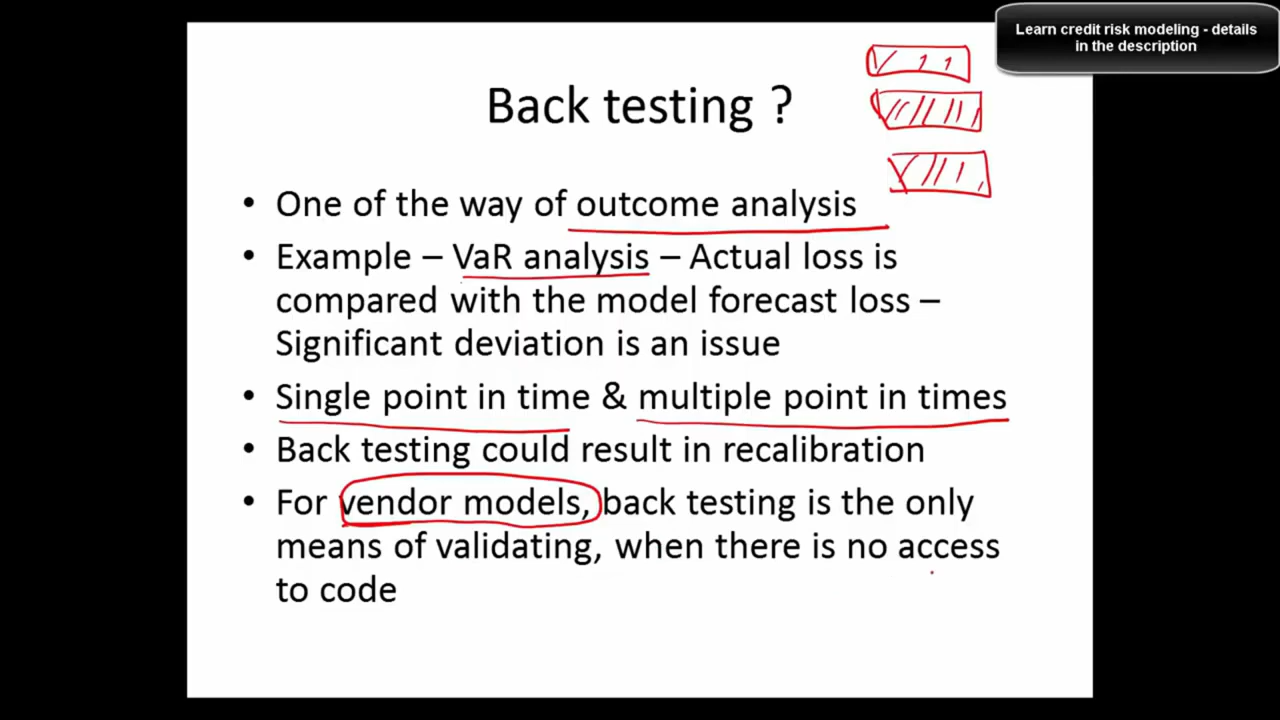 Learn credit risk modeling - details
in the description
Back testing ?
• One of the way of outcome analysis
• Example – VaR analysis – Actual loss is
compared with the model forecast loss –
Significant deviation is an issue
• Single point in time & multiple point in times
• Back testing could result in recalibration
• For vendor models, back testing is the only
means of validating, when there is no access
to code